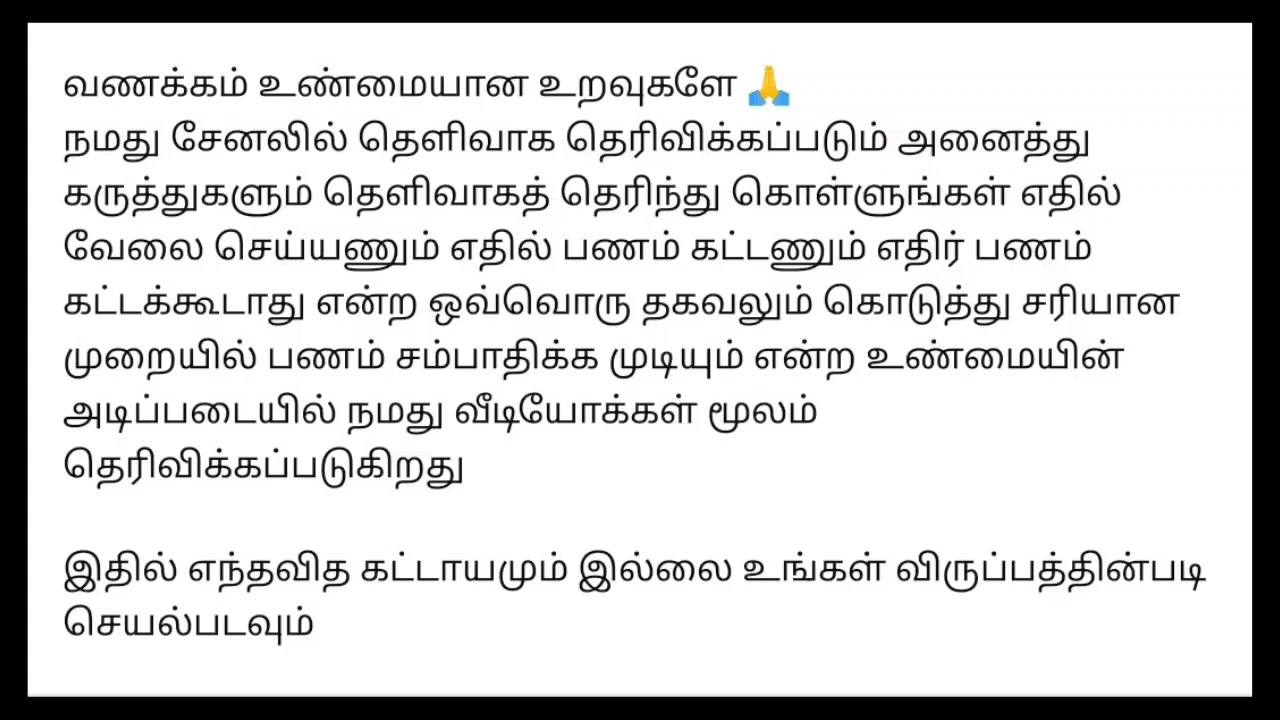 வணக்கம் உண்மையான உறவுகளே 🙏
நமது சேனலில் தெளிவாக தெரிவிக்கப்படும் அனைத்து
கருத்துகளும் தெளிவாகத் தெரிந்து கொள்ளுங்கள் எதில்
வேலை செய்யணும் எதில் பணம் கட்டணும் எதிர் பணம்
கட்டக்கூடாது என்ற ஒவ்வொரு தகவலும் கொடுத்து சரியான
முறையில் பணம் சம்பாதிக்க முடியும் என்ற உண்மையின்
அடிப்படையில் நமது வீடியோக்கள் மூலம்
தெரிவிக்கப்படுகிறது
இதில் எந்தவித கட்டாயமும் இல்லை உங்கள் விருப்பத்தின்படி
செயல்படவும்